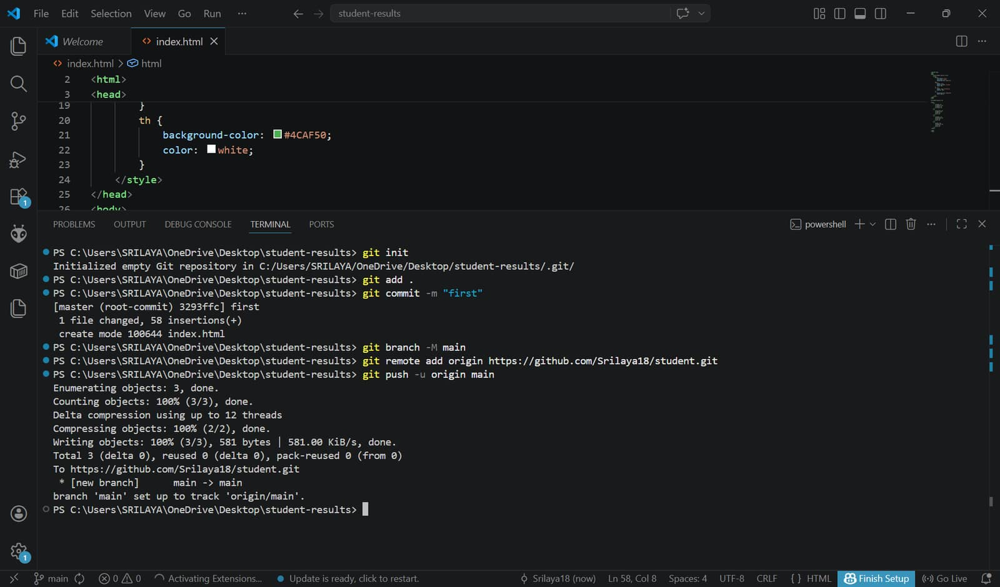 File Edit Selection View Go Run ··· student-results
Welcome index.html
index.html > html
2 <html>
3 <head>
19 }
20 th {
21 background-color: #4CAF50;
22 color: white;
23 }
24 </style>
25 </head>
26 <body>
PROBLEMS OUTPUT DEBUG CONSOLE TERMINAL PORTS powershell
PS C:\Users\SRILAYA\OneDrive\Desktop\student-results> git init
Initialized empty Git repository in C:/Users/SRILAYA/OneDrive/Desktop/student-results/.git/
PS C:\Users\SRILAYA\OneDrive\Desktop\student-results> git add .
PS C:\Users\SRILAYA\OneDrive\Desktop\student-results> git commit -m "first"
[master (root-commit) 3293ffc] first
1 file changed, 58 insertions(+)
create mode 100644 index.html
PS C:\Users\SRILAYA\OneDrive\Desktop\student-results> git branch -M main
PS C:\Users\SRILAYA\OneDrive\Desktop\student-results> git remote add origin https://github.com/Srilaya18/student.git
PS C:\Users\SRILAYA\OneDrive\Desktop\student-results> git push -u origin main
Enumerating objects: 3, done.
Counting objects: 100% (3/3), done.
Delta compression using up to 12 threads
Compressing objects: 100% (2/2), done.
Writing objects: 100% (3/3), 581 bytes | 581.00 KiB/s, done.
Total 3 (delta 0), reused 0 (delta 0), pack-reused 0 (from 0)
To https://github.com/Srilaya18/student.git
* [new branch] main -> main
branch 'main' set up to track 'origin/main'.
PS C:\Users\SRILAYA\OneDrive\Desktop\student-results>
1
1
main 0 0 Activating Extensions... Update is ready, click to restart. Srilaya18 (now) Ln 58, Col 8 Spaces: 4 UTF-8 CRLF { } HTML Finish Setup Go Live